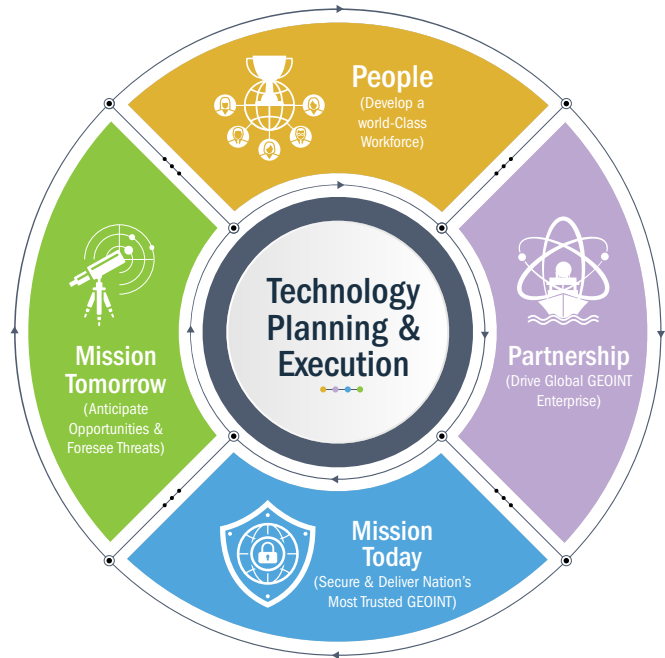 People
(Develop a
world-Class
Workforce)
Technology
Planning &
Execution
Partnership
(Drive Global GEOINT
Enterprise)
Mission
Tomorrow
(Anticipate
Opportunities &
Foresee Threats)
Mission
Today
(Secure & Deliver Nation's
Most Trusted GEOINT)